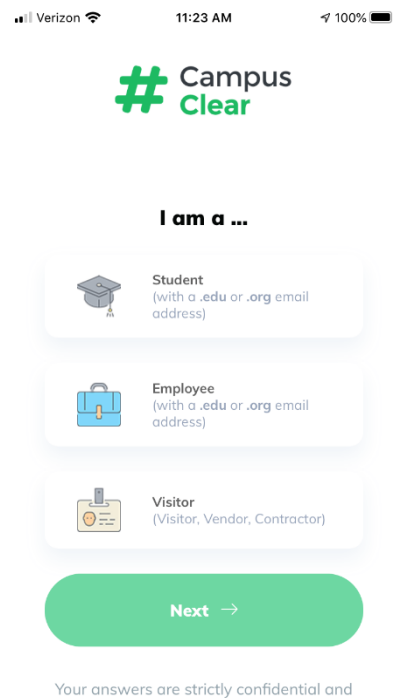 Verizon 11:23 AM 100%
# Campus
Clear
I am a ...
Student
(with a .edu or .org email
address)
Employee
(with a .edu or .org email
address)
Visitor
(Visitor, Vendor, Contractor)
Next →
Your answers are strictly confidential and